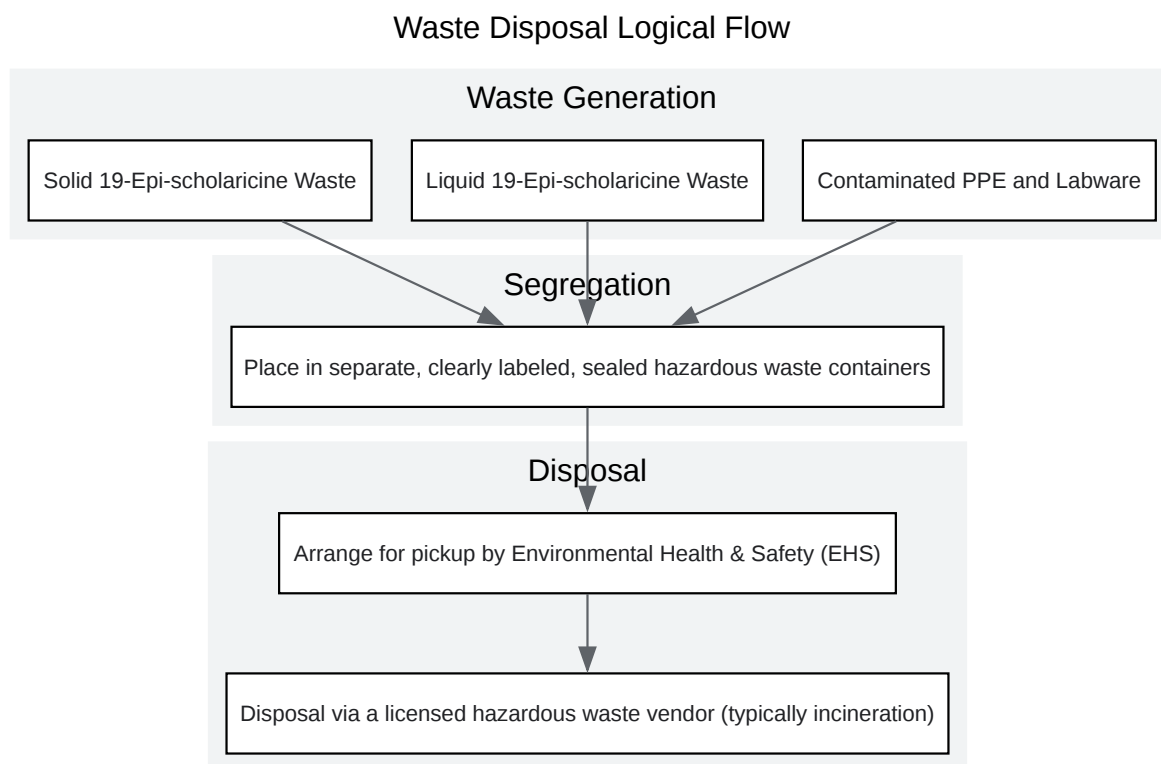 Waste Disposal Logical Flow
Waste Generation
Solid 19-Epi-scholaricine Waste
Liquid 19-Epi-scholaricine Waste
Contaminated PPE and Labware
Segregation
Place in separate, clearly labeled, sealed hazardous waste containers
Disposal
Arrange for pickup by Environmental Health & Safety (EHS)
Disposal via a licensed hazardous waste vendor (typically incineration)